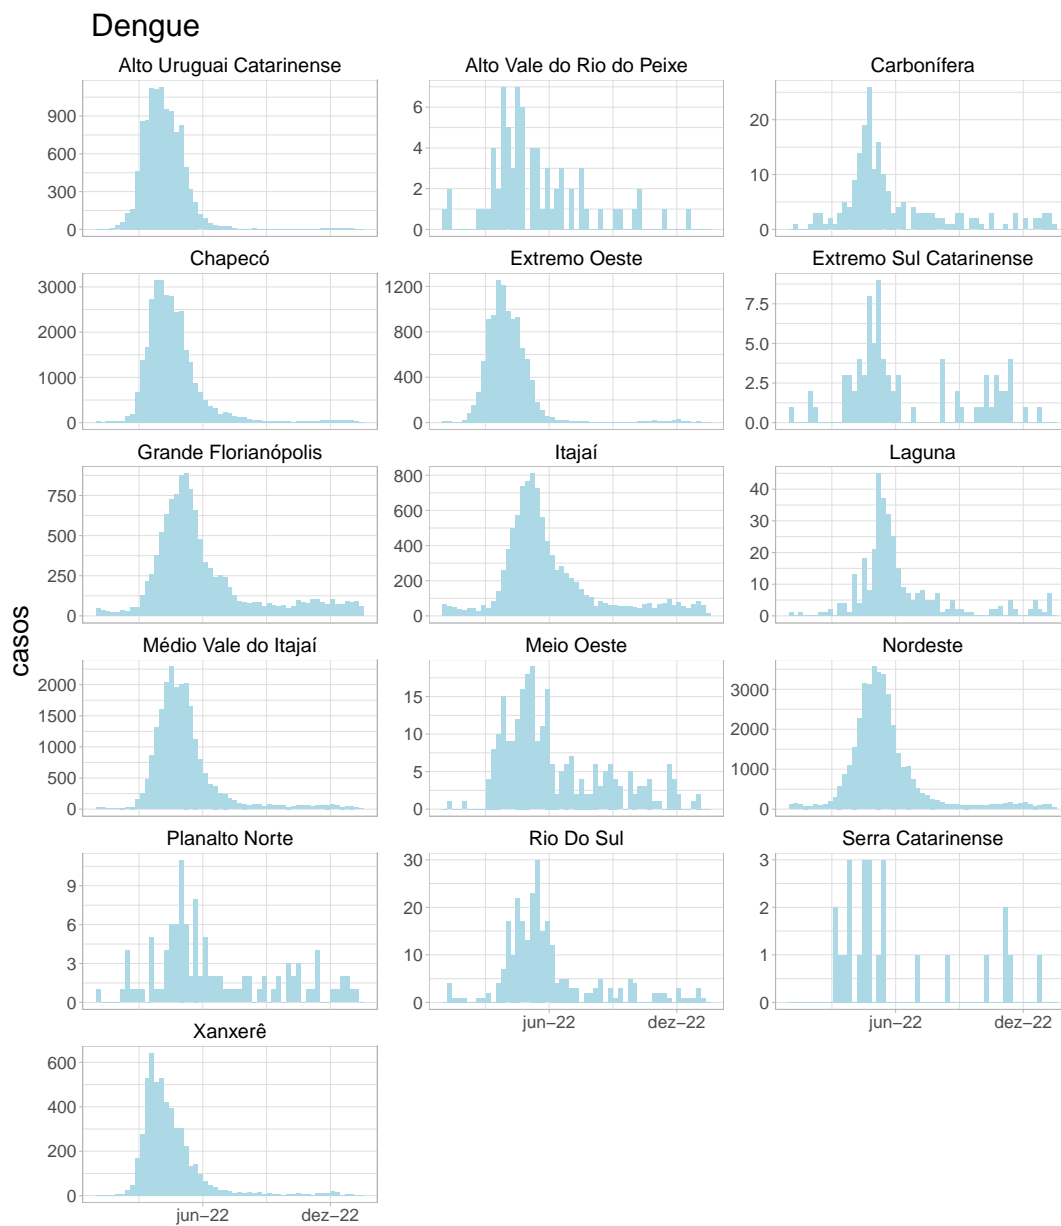 Dengue
Alto Uruguai Catarinense
Alto Vale do Rio do Peixe
Carbonífera
900
600
300
0
6
4
2
0
20
10
0
Chapecó
Extremo Oeste
Extremo Sul Catarinense
3000
2000
1000
0
1200
800
400
0
7.5
5.0
2.5
0.0
Grande Florianópolis
Itajaí
Laguna
750
500
250
0
800
600
400
200
0
40
30
20
10
0
casos
Médio Vale do Itajaí
Meio Oeste
Nordeste
2000
1500
1000
500
0
15
10
5
0
3000
2000
1000
0
Planalto Norte
Rio Do Sul
Serra Catarinense
9
6
3
0
30
20
10
0
3
2
1
0
jun–22
dez–22
jun–22
dez–22
Xanxerê
600
400
200
0
jun–22
dez–22